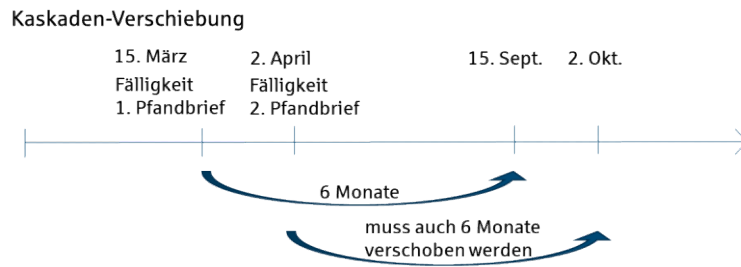 Kaskaden-Verschiebung
15. März
Fälligkeit
1. Pfandbrief
2. April
Fälligkeit
2. Pfandbrief
15. Sept.
2. Okt.
6 Monate
muss auch 6 Monate
verschoben werden